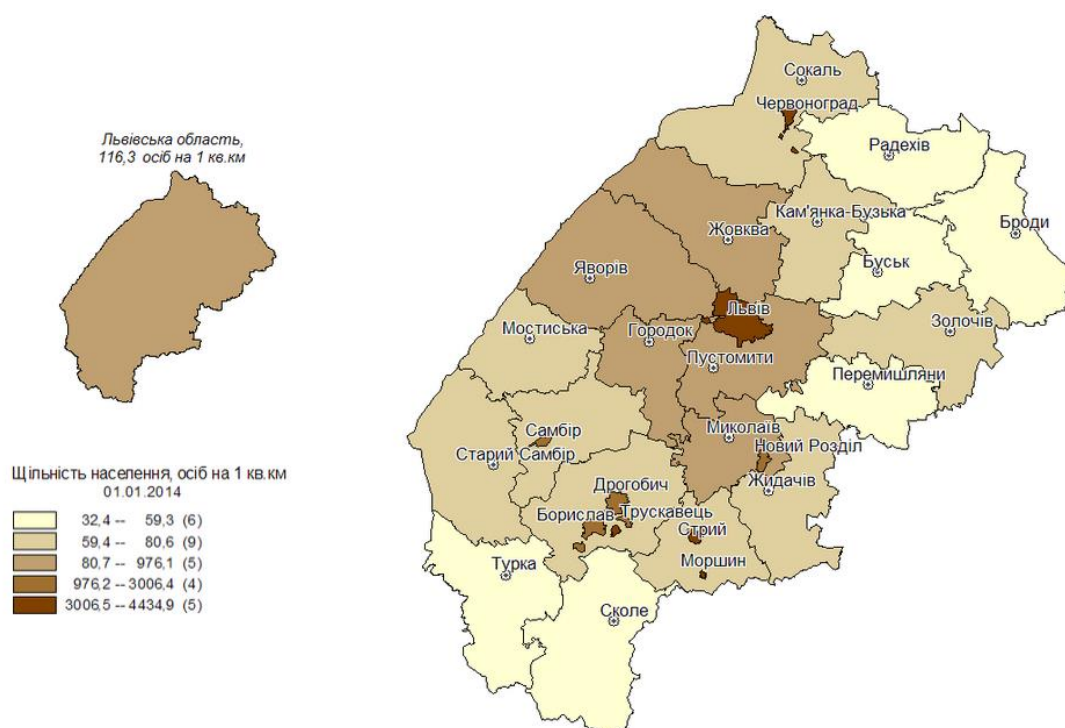 Львівська область,
116,3 осіб на 1 кв.км
Щільність населення, осіб на 1 кв.км
01.01.2014
32,4 -- 59,3 (6)
59,4 -- 80,6 (9)
80,7 -- 976,1 (5)
976,2 -- 3006,4 (4)
3006,5 -- 4434,9 (5)
Сокаль
Червоноград
Радехів
Кам'янка-Бузька
Броди
Жовква
Буськ
Яворів
Львів
Мостиська
Городок
Золочів
Пустомити
Перемишляни
Самбір
Миколаїв
Старий Самбір
Новий Розділ
Дрогобич
Жидачів
Борислав
Трускавець
Стрий
Турка
Моршин
Сколе